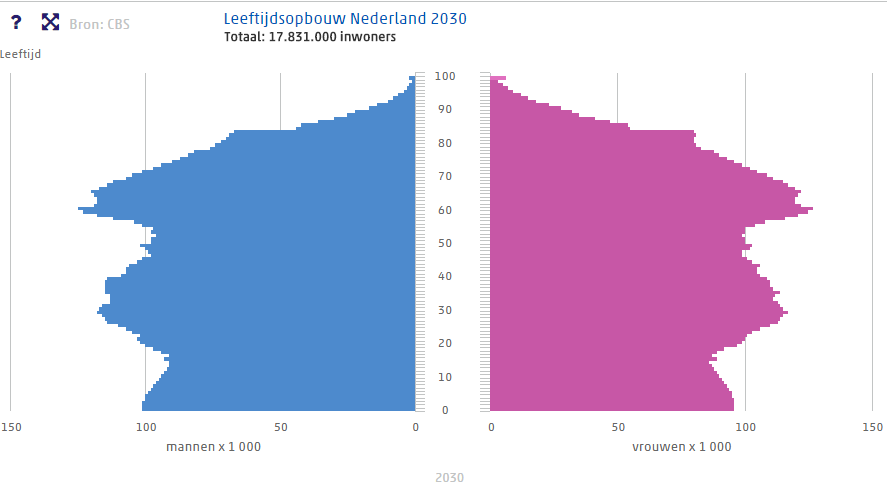 ? Bron: CBS
Leeftijdsopbouw Nederland 2030
Totaal: 17.831.000 inwoners
Leeftijd
100
90
80
70
60
50
40
30
20
10
0
150 100 50 0 0 50 100 150
mannen x 1 000 vrouwen x 1 000
2030